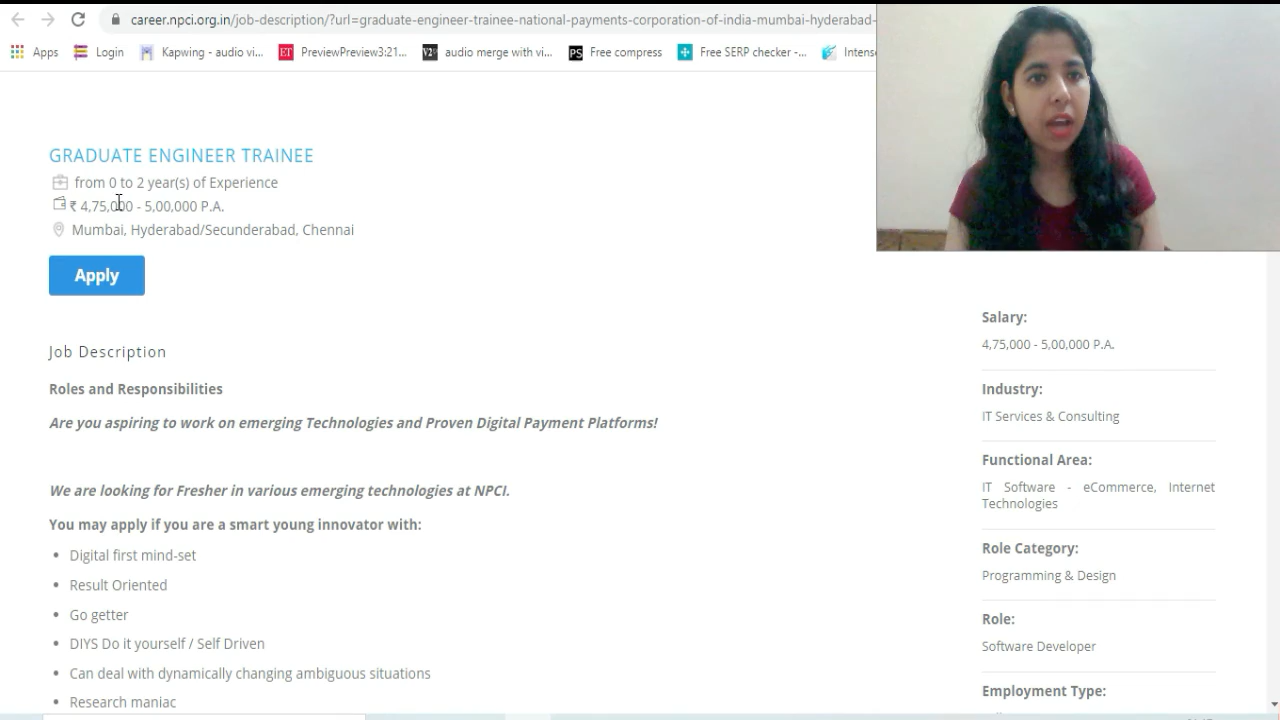 career.npci.org.in/job-description/?url=graduate-engineer-trainee-national-payments-corporation-of-india-mumbai-hyderabad-
Apps Login Kapwing - audio vi... PreviewPreview3:21... audio merge with vi... Free compress Free SERP checker -... Intens
GRADUATE ENGINEER TRAINEE
from 0 to 2 year(s) of Experience
₹ 4,75,000 - 5,00,000 P.A.
Mumbai, Hyderabad/Secunderabad, Chennai
Apply
Job Description
Roles and Responsibilities
Are you aspiring to work on emerging Technologies and Proven Digital Payment Platforms!
We are looking for Fresher in various emerging technologies at NPCI.
You may apply if you are a smart young innovator with:
• Digital first mind-set
• Result Oriented
• Go getter
• DIYS Do it yourself / Self Driven
• Can deal with dynamically changing ambiguous situations
• Research maniac
Salary:
4,75,000 - 5,00,000 P.A.
Industry:
IT Services & Consulting
Functional Area:
IT Software - eCommerce, Internet
Technologies
Role Category:
Programming & Design
Role:
Software Developer
Employment Type: